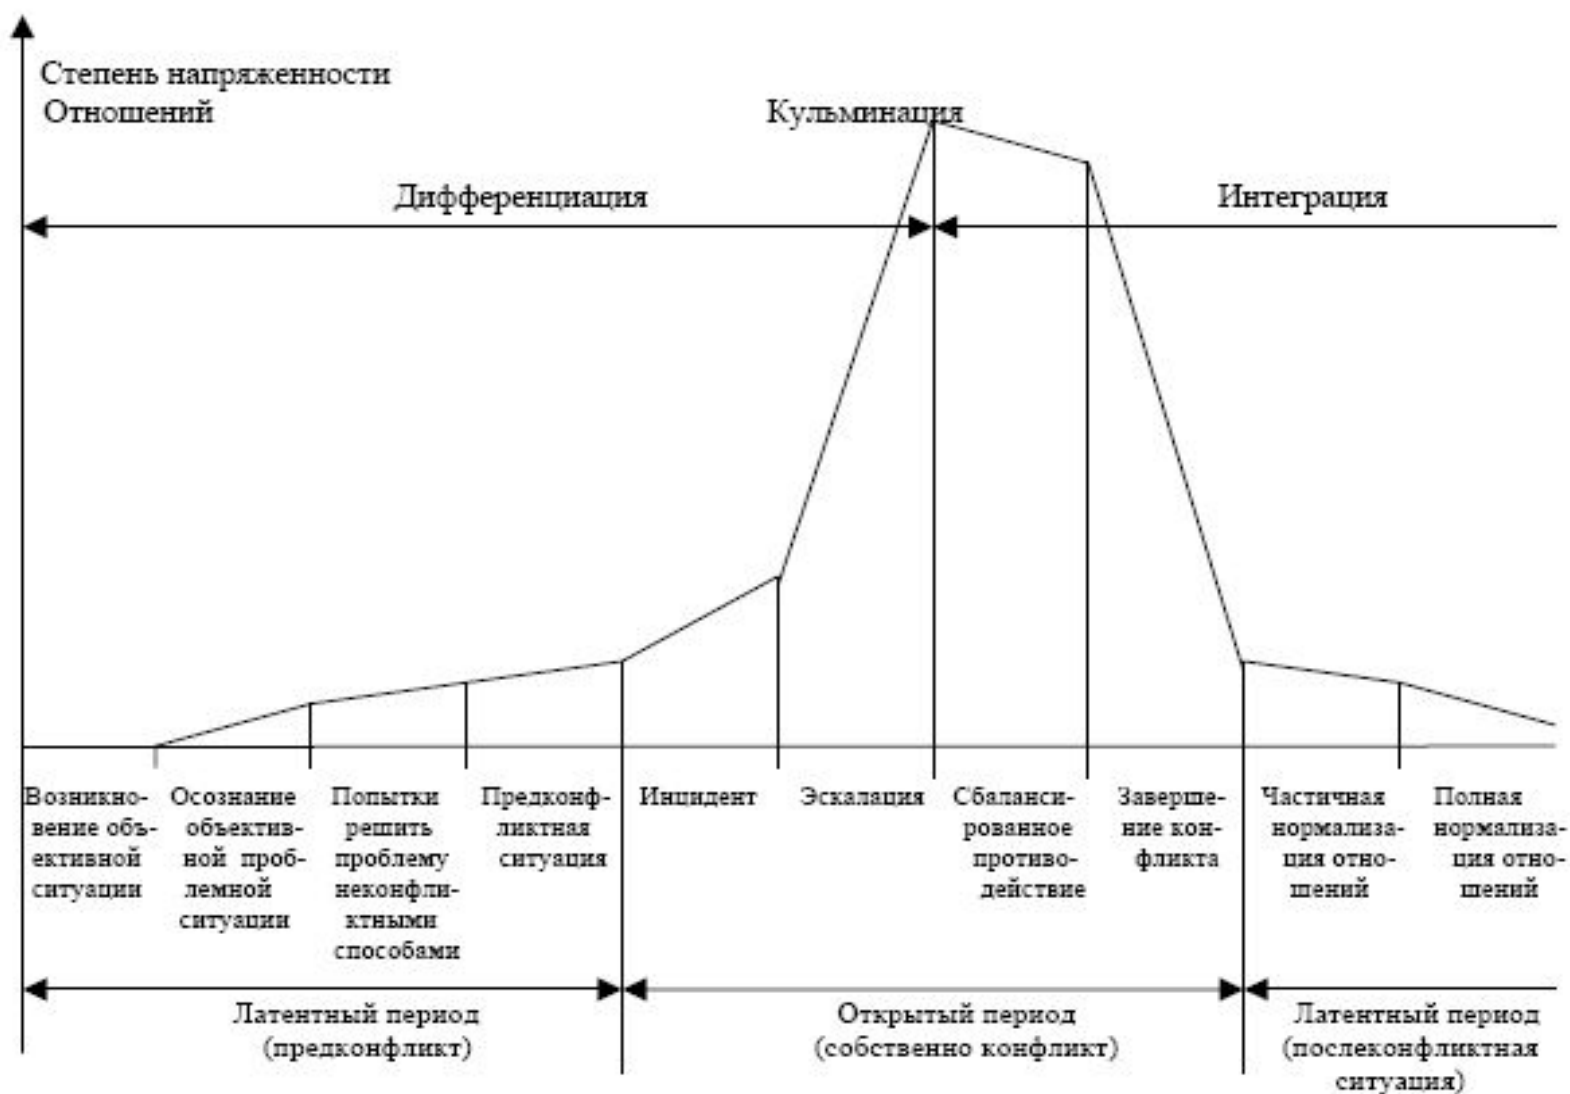 Степень напряженности
Отношений
Кульминация
Дифференциация
Интеграция
Возникно-
вение объ-
ективной
ситуации
Осознание
объектив-
ной проб-
лемной
ситуации
Попытки
решить
проблему
неконфли-
ктными
способами
Предконф-
ликтная
ситуация
Инцидент
Эскалация
Сбаланси-
рованное
противо-
действие
Заверше-
ние кон-
фликта
Частичная
нормализа-
ция отно-
шений
Полная
нормализа-
ция отно-
шений
Латентный период
(предконфликт)
Открытый период
(собственно конфликт)
Латентный период
(послеконфликтная
ситуация)